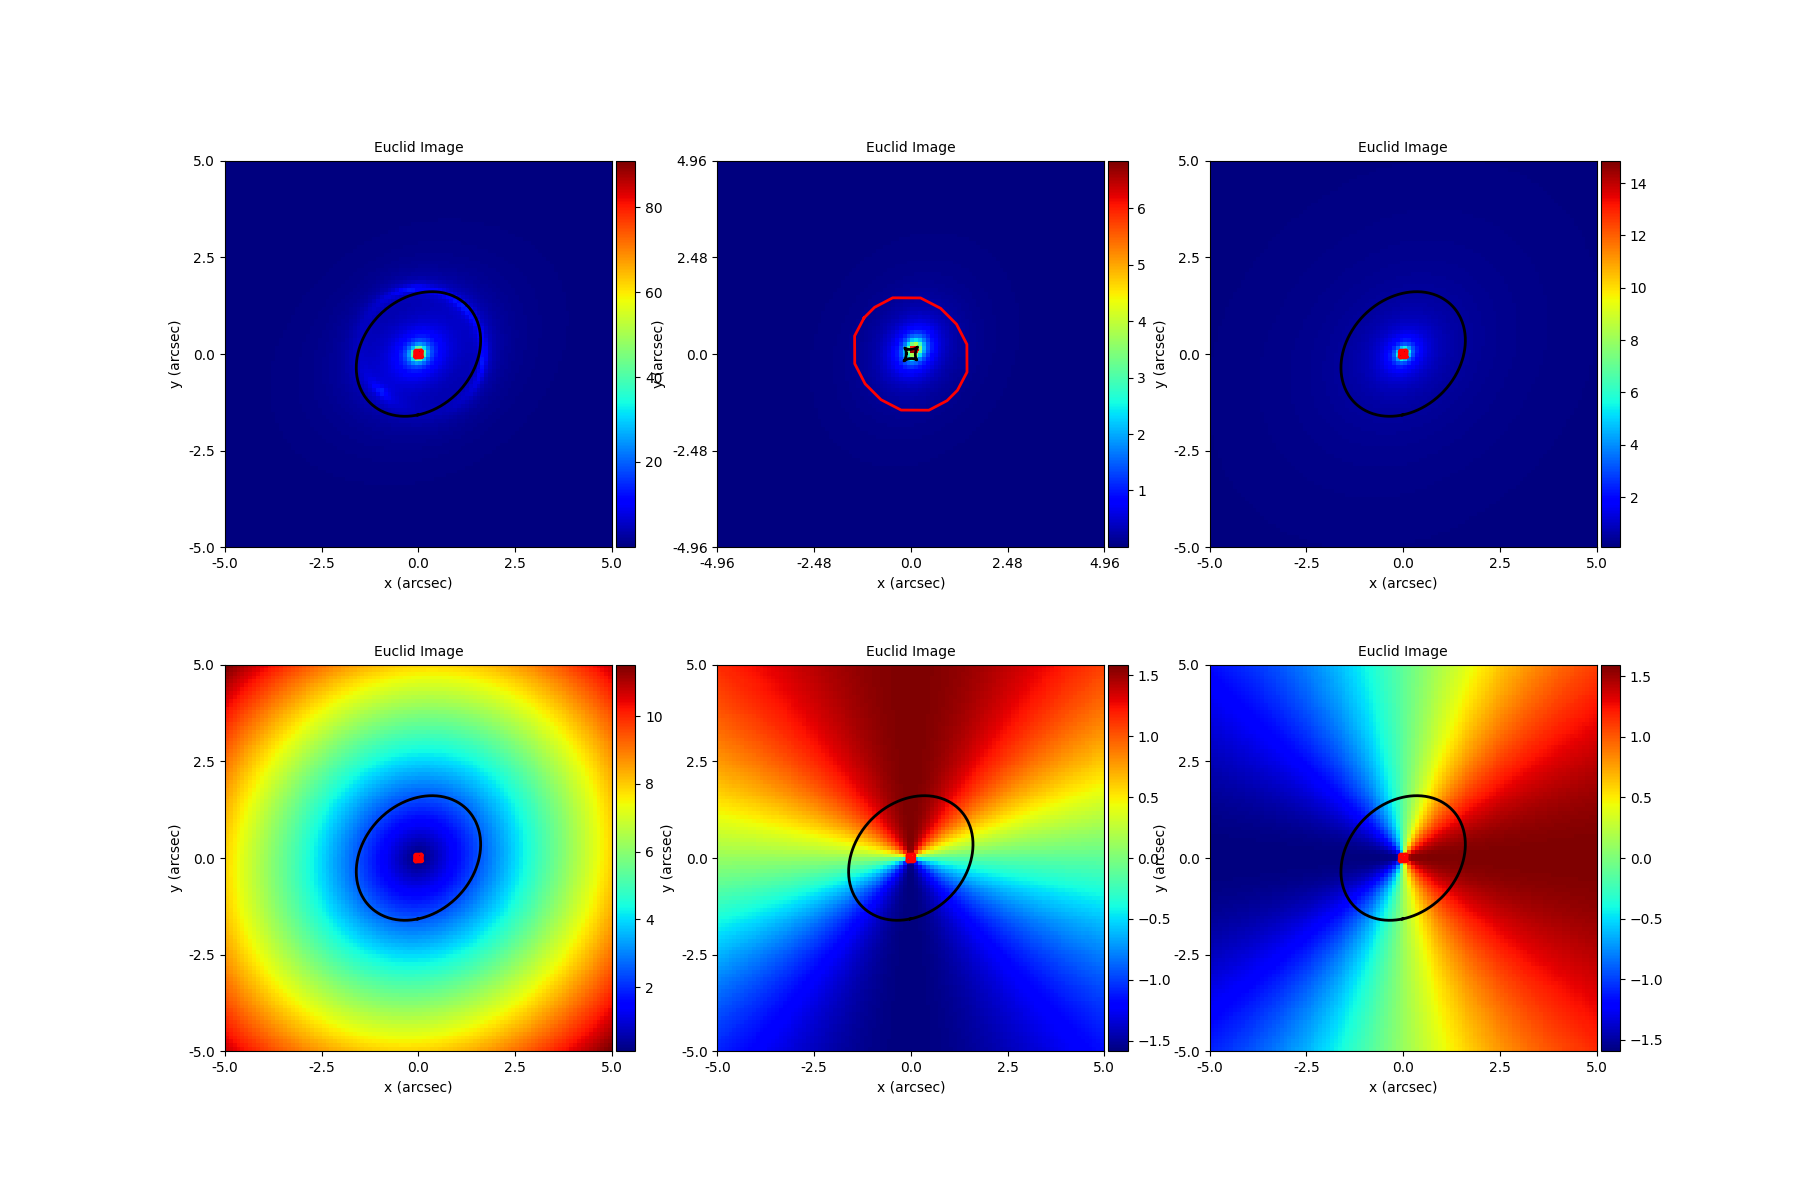 Euclid Image Euclid Image Euclid Image
5.0 4.96 5.0
80 6 14
2.5 2.48 2.5 12
60 5 10
y (arcsec) 0.0 y (arcsec) 0.0 4 y (arcsec) 0.0 8
40 3 6
-2.5 -2.48 2 -2.5 4
20 1 2
-5.0 -4.96 -5.0
-5.0 -2.5 0.0 2.5 5.0 -4.96 -2.48 0.0 2.48 4.96 -5.0 -2.5 0.0 2.5 5.0
x (arcsec) x (arcsec) x (arcsec)
Euclid Image Euclid Image Euclid Image
5.0 5.0 1.5 5.0 1.5
10
2.5 2.5 1.0 2.5 1.0
8 0.5 0.5
y (arcsec) 0.0 6 y (arcsec) 0.0 0.0 y (arcsec) 0.0 0.0
4 −0.5 −0.5
-2.5 -2.5 −1.0 -2.5 −1.0
2
-5.0 -5.0 −1.5 -5.0 −1.5
-5.0 -2.5 0.0 2.5 5.0 -5.0 -2.5 0.0 2.5 5.0 -5.0 -2.5 0.0 2.5 5.0
x (arcsec) x (arcsec) x (arcsec)